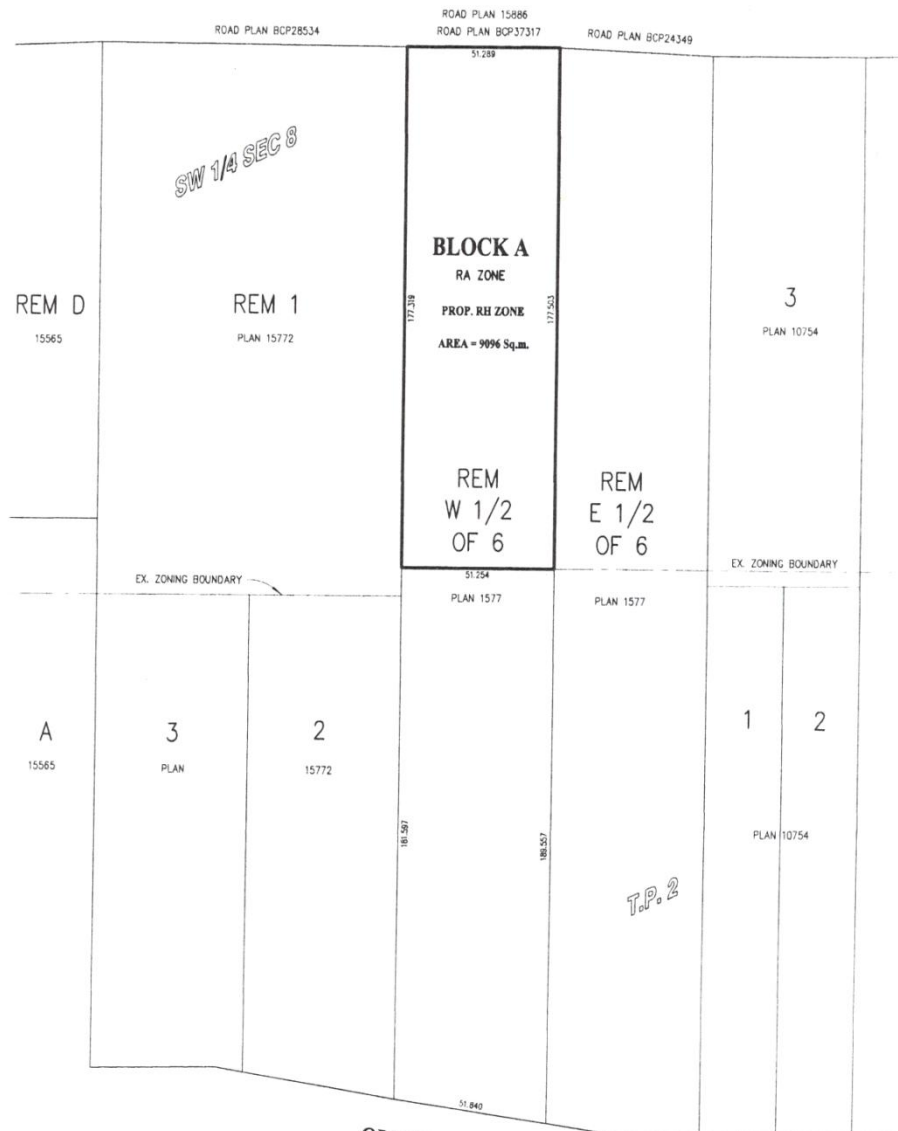 ROAD PLAN 15886
ROAD PLAN BCP28534
ROAD PLAN BCP37317
ROAD PLAN BCP24349
51.289
SW 1/4 SEC 8
BLOCK A
RA ZONE
PROP. RH ZONE
AREA = 9096 Sq.m.
177.319
177.503
REM D
15565
REM 1
PLAN 15772
3
PLAN 10754
REM
W 1/2
OF 6
REM
E 1/2
OF 6
EX. ZONING BOUNDARY
51.254
EX. ZONING BOUNDARY
PLAN 1577
PLAN 1577
A
15565
3
PLAN
2
15772
1
2
PLAN 10754
181.597
189.557
T.P. 2
51.840